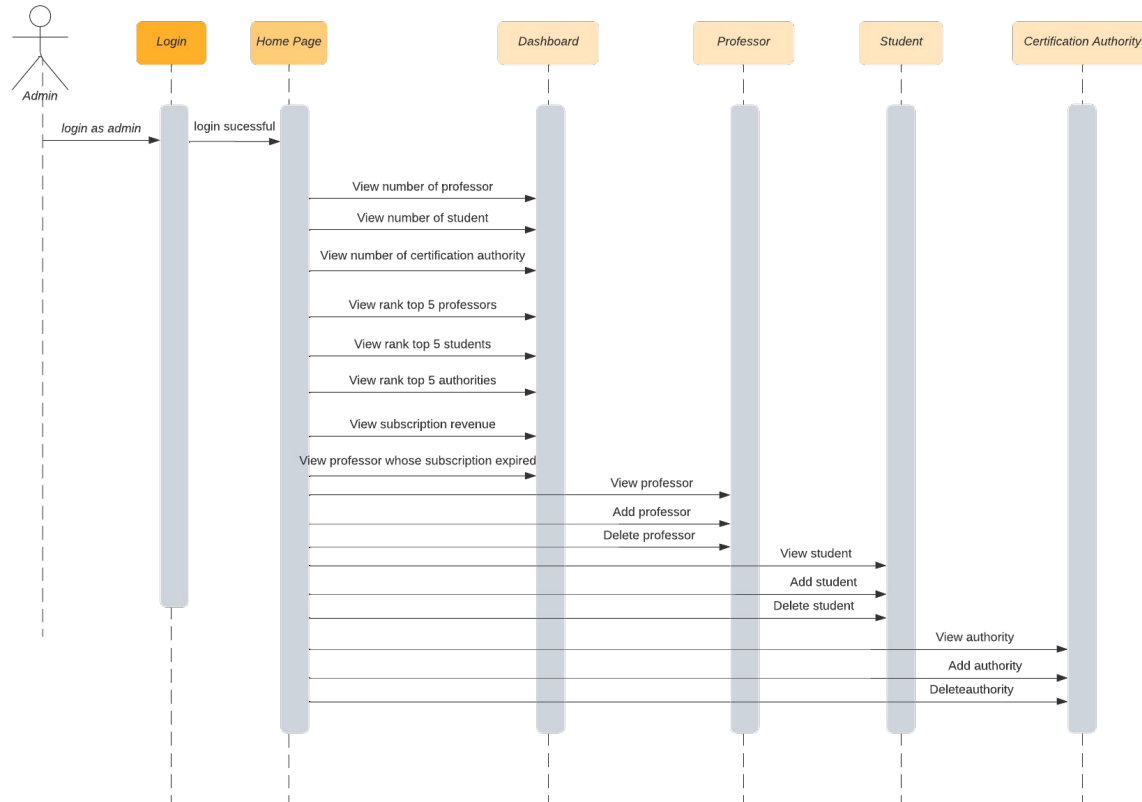 Login
Home Page
Dashboard
Professor
Student
Certification Authority
Admin
login as admin
login sucessful
View number of professor
View number of student
View number of certification authority
View rank top 5 professors
View rank top 5 students
View rank top 5 authorities
View subscription revenue
View professor whose subscription expired
View professor
Add professor
Delete professor
View student
Add student
Delete student
View authority
Add authority
Deleteauthority